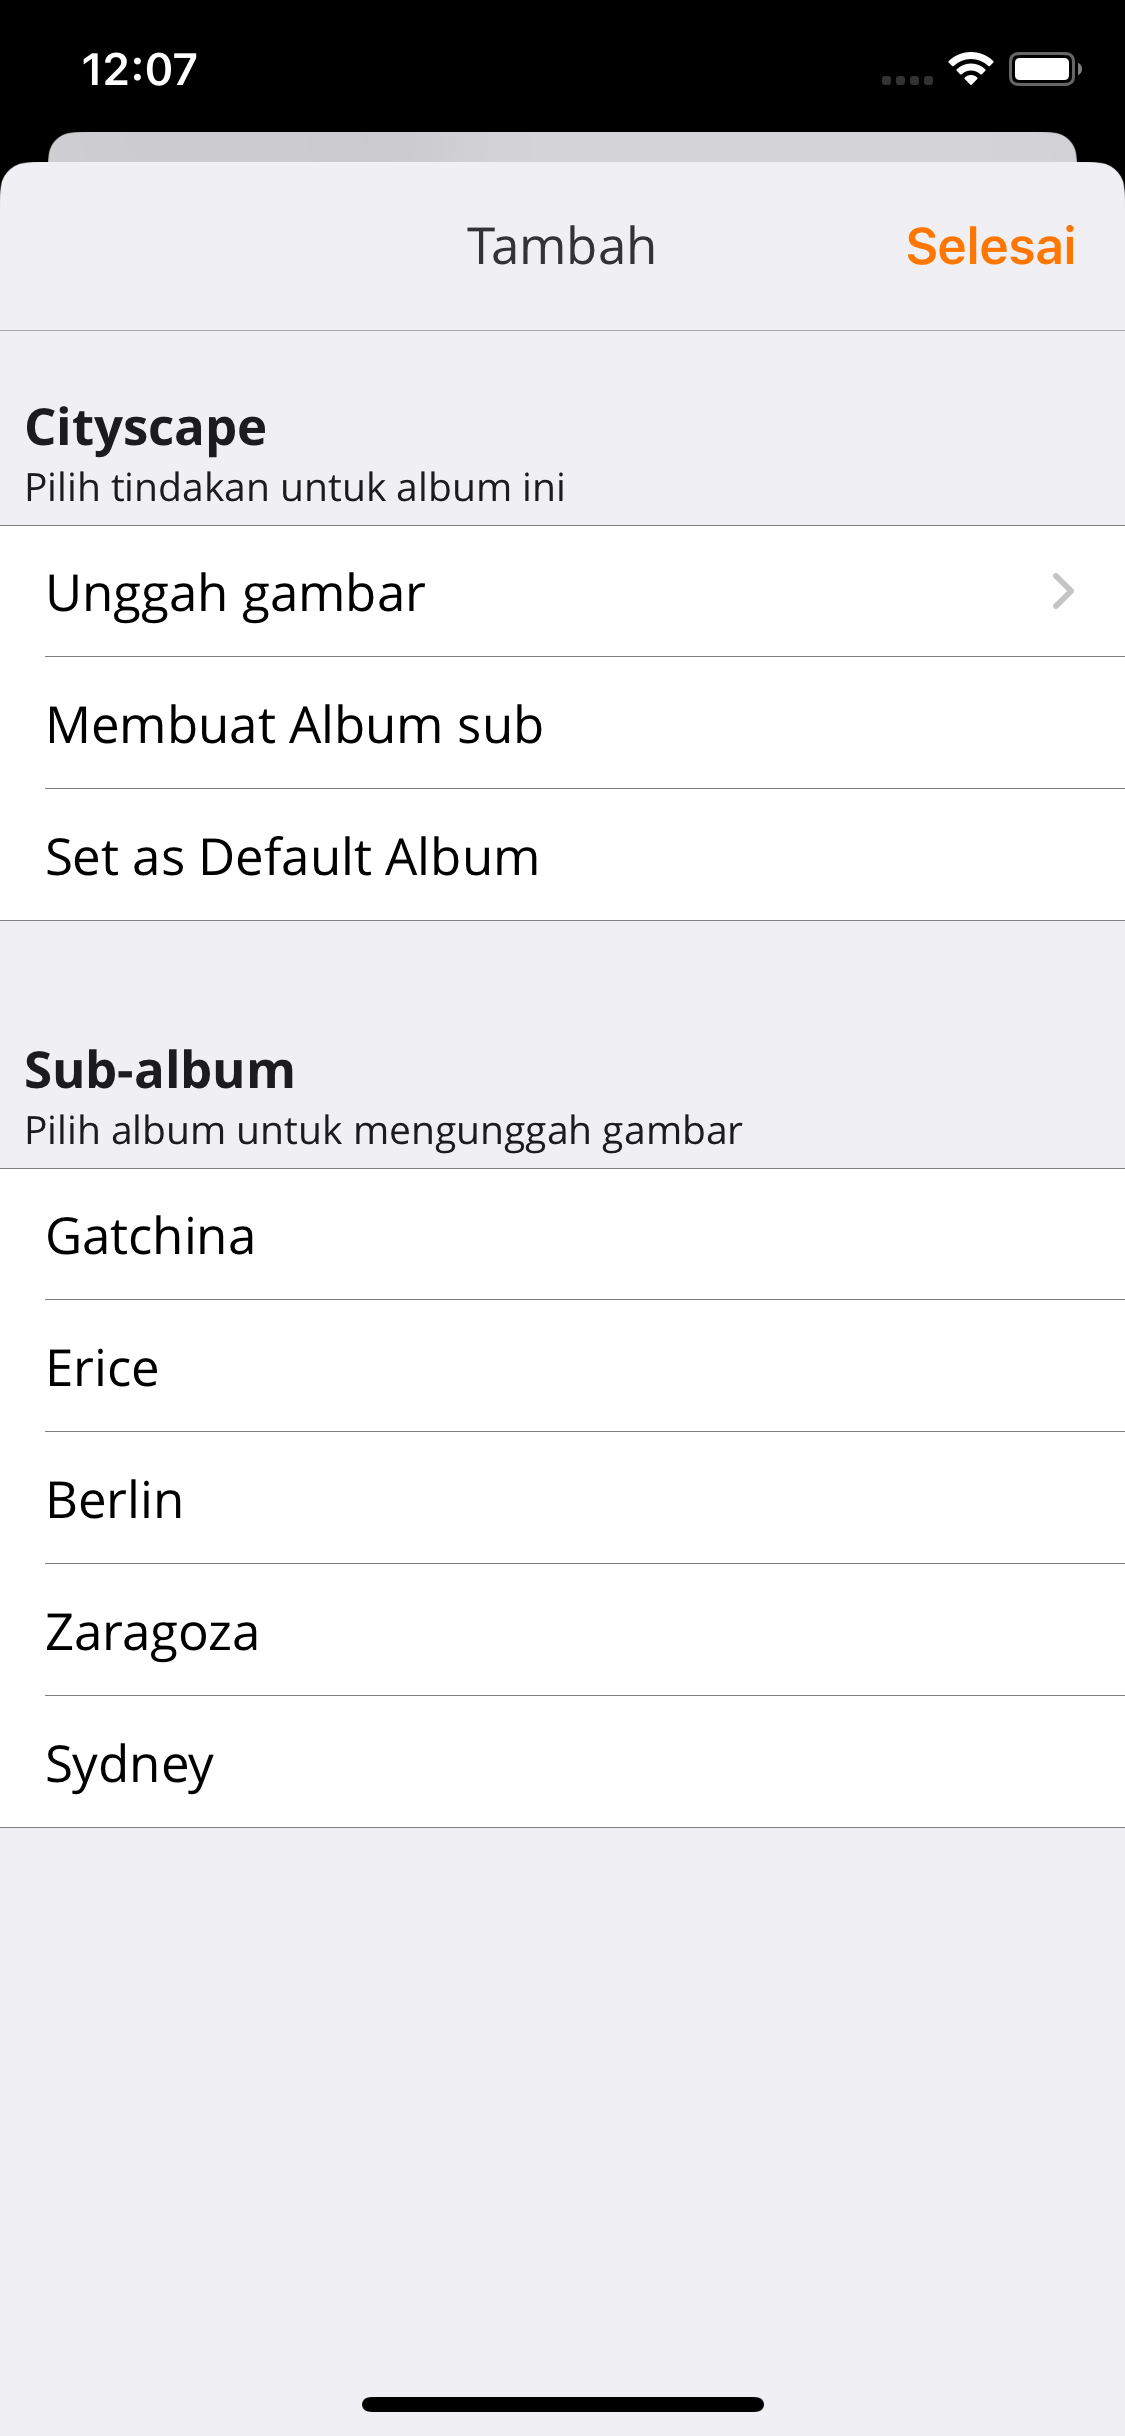 12:07
Tambah
Selesai
Cityscape
Pilih tindakan untuk album ini
Unggah gambar
Membuat Album sub
Set as Default Album
Sub-album
Pilih album untuk mengunggah gambar
Gatchina
Erice
Berlin
Zaragoza
Sydney